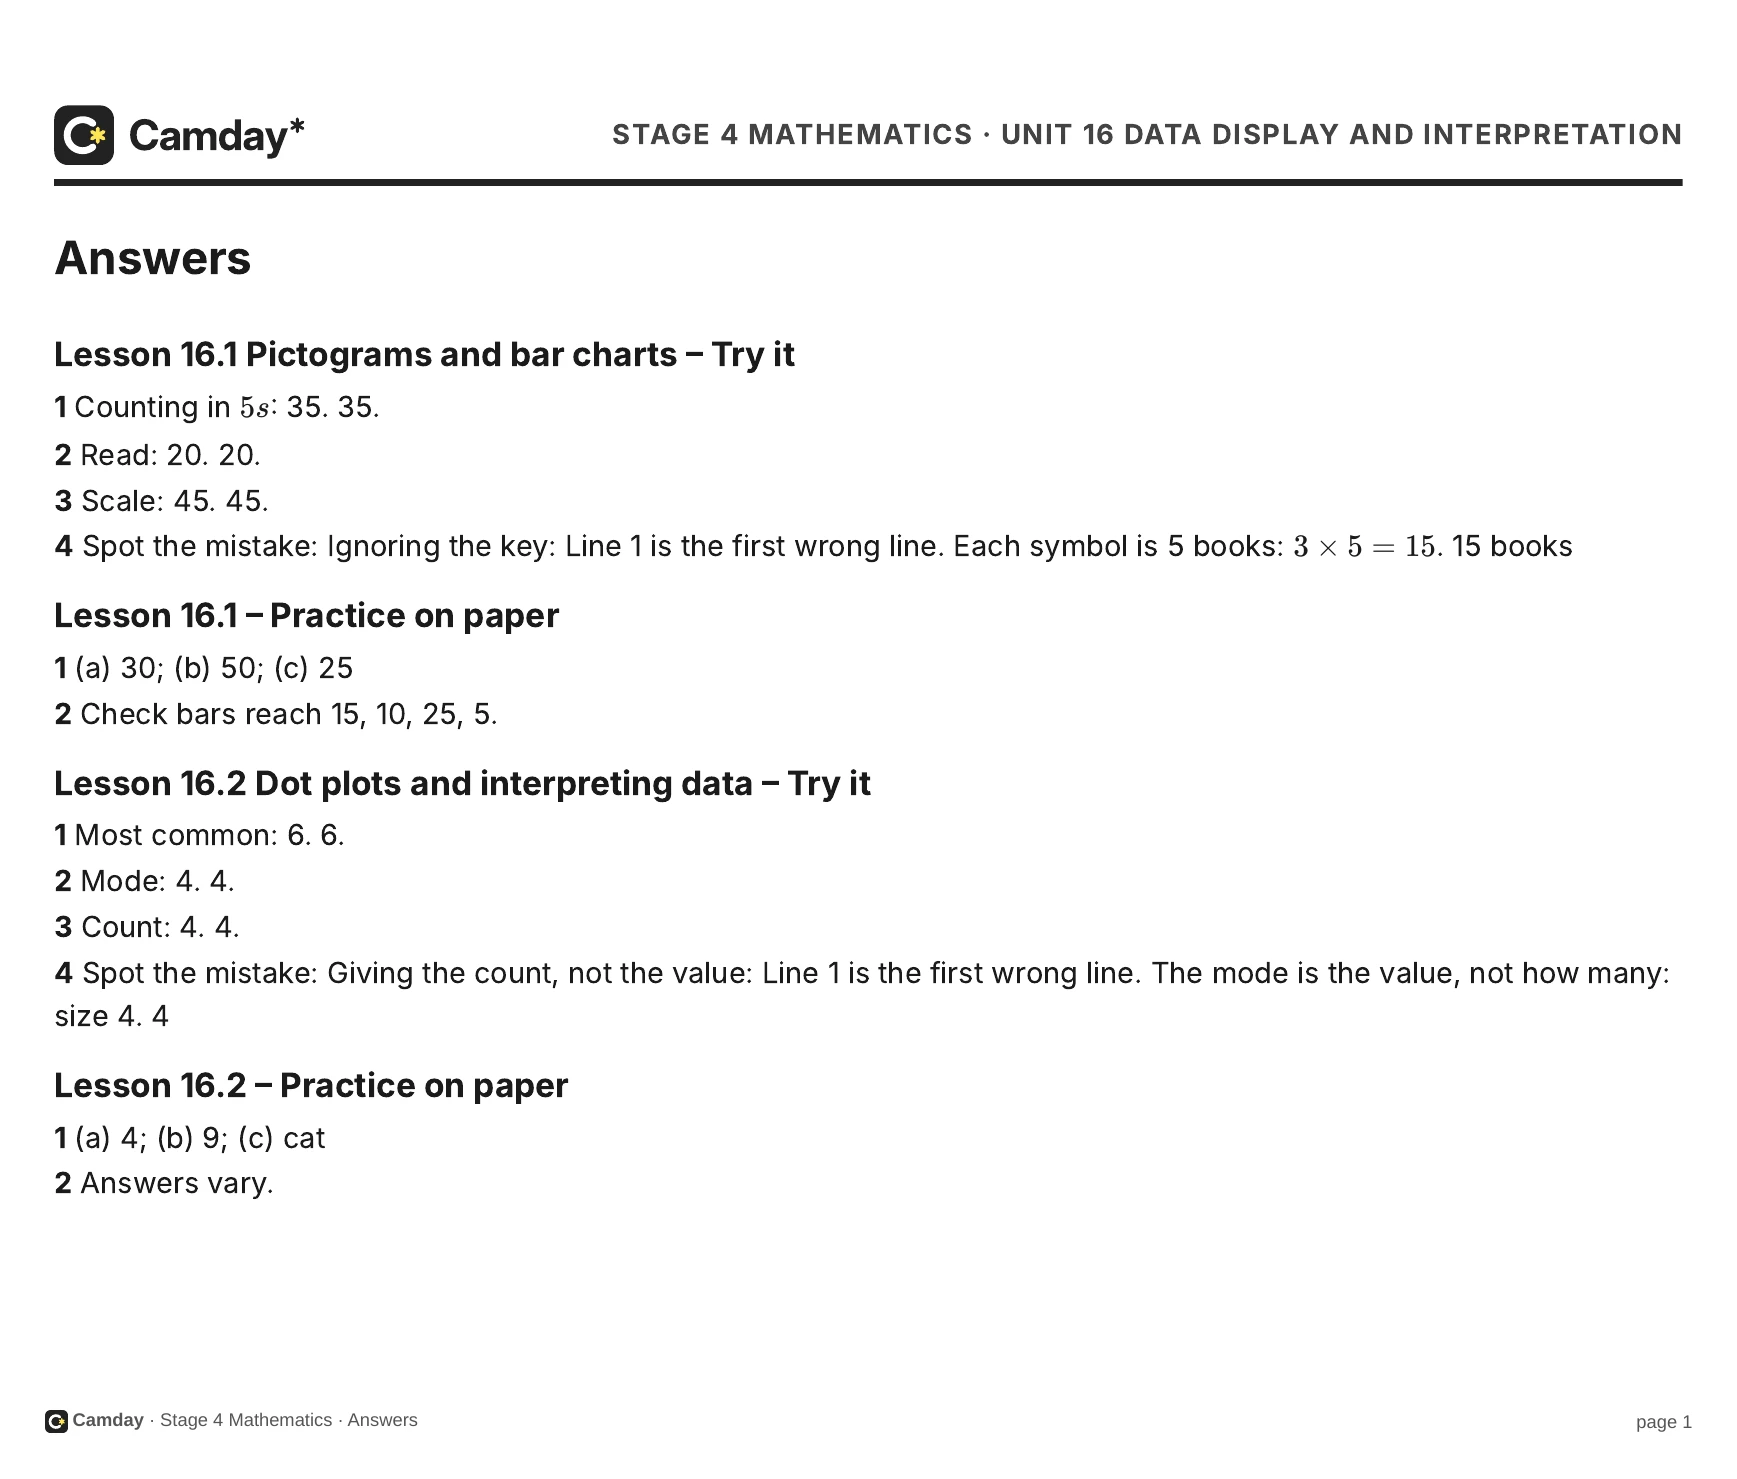 Camday*
STAGE 4 MATHEMATICS · UNIT 16 DATA DISPLAY AND INTERPRETATION
Answers
Lesson 16.1 Pictograms and bar charts – Try it
1 Counting in 5s: 35. 35.
2 Read: 20. 20.
3 Scale: 45. 45.
4 Spot the mistake: Ignoring the key: Line 1 is the first wrong line. Each symbol is 5 books: 3 × 5 = 15. 15 books
Lesson 16.1 – Practice on paper
1 (a) 30; (b) 50; (c) 25
2 Check bars reach 15, 10, 25, 5.
Lesson 16.2 Dot plots and interpreting data – Try it
1 Most common: 6. 6.
2 Mode: 4. 4.
3 Count: 4. 4.
4 Spot the mistake: Giving the count, not the value: Line 1 is the first wrong line. The mode is the value, not how many:
size 4. 4
Lesson 16.2 – Practice on paper
1 (a) 4; (b) 9; (c) cat
2 Answers vary.
Camday · Stage 4 Mathematics · Answers
page 1